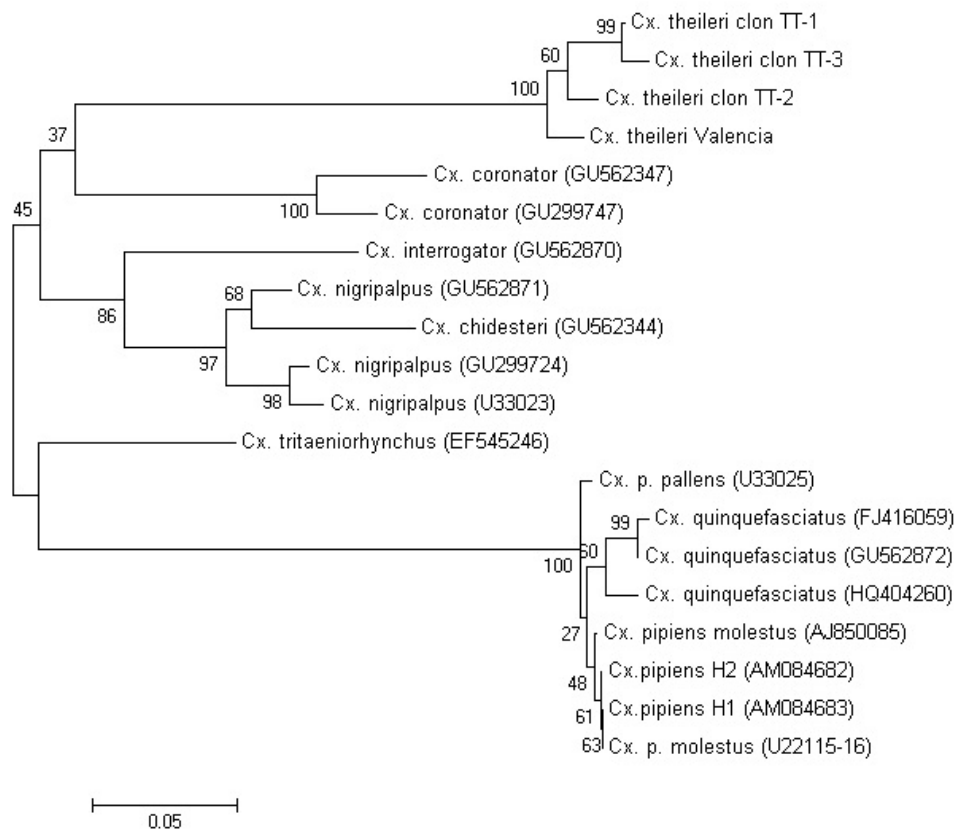 99
Cx. theileri clon TT-1
60
Cx. theileri clon TT-3
100
Cx. theileri clon TT-2
37
Cx. theileri Valencia
Cx. coronator (GU562347)
45
100
Cx. coronator (GU299747)
Cx. interrogator (GU562870)
68
Cx. nigripalpus (GU562871)
86
Cx. chidesteri (GU562344)
97
Cx. nigripalpus (GU299724)
98
Cx. nigripalpus (U33023)
Cx. tritaeniorhynchus (EF545246)
Cx. p. pallens (U33025)
99
Cx. quinquefasciatus (FJ416059)
60
100
Cx. quinquefasciatus (GU562872)
Cx. quinquefasciatus (HQ404260)
27
Cx. pipiens molestus (AJ850085)
48
Cx.pipiens H2 (AM084682)
61
Cx.pipiens H1 (AM084683)
63
Cx. p. molestus (U22115-16)
0.05